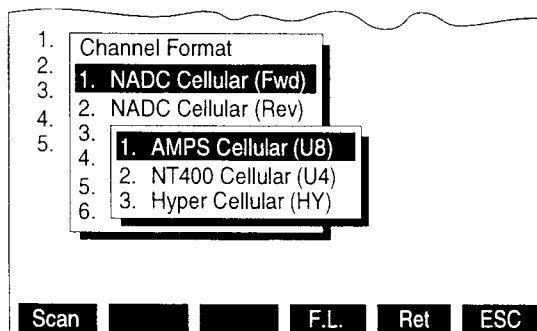 1.
2.
3.
4.
5.
Channel Format
1. NADC Cellular (Fwd)
2. NADC Cellular (Rev)
3.
4.
5.
6.
1. AMPS Cellular (U8)
2. NT400 Cellular (U4)
3. Hyper Cellular (HY)
Scan F.L. Ret ESC